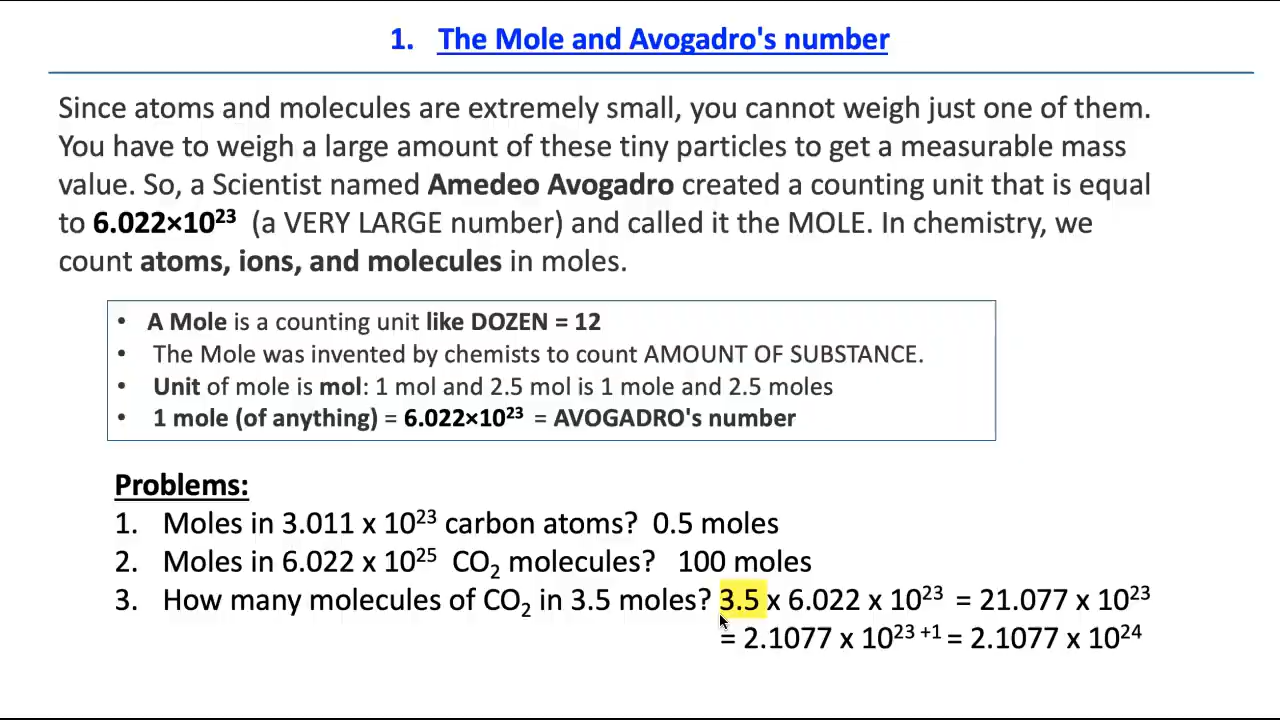 1. The Mole and Avogadro's number
Since atoms and molecules are extremely small, you cannot weigh just one of them.
You have to weigh a large amount of these tiny particles to get a measurable mass
value. So, a Scientist named Amedeo Avogadro created a counting unit that is equal
to 6.022×10²³ (a VERY LARGE number) and called it the MOLE. In chemistry, we
count atoms, ions, and molecules in moles.
• A Mole is a counting unit like DOZEN = 12
• The Mole was invented by chemists to count AMOUNT OF SUBSTANCE.
• Unit of mole is mol: 1 mol and 2.5 mol is 1 mole and 2.5 moles
• 1 mole (of anything) = 6.022×10²³ = AVOGADRO's number
Problems:
1. Moles in 3.011 x 10²³ carbon atoms? 0.5 moles
2. Moles in 6.022 x 10²⁵ CO₂ molecules? 100 moles
3. How many molecules of CO₂ in 3.5 moles? 3.5 x 6.022 x 10²³ = 21.077 x 10²³
= 2.1077 x 10²³ ⁺¹ = 2.1077 x 10²⁴